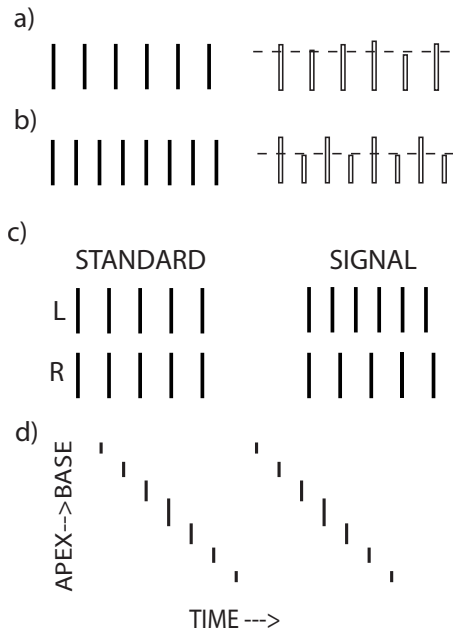 a)
b)
c)
STANDARD SIGNAL
L
R
d)
APEX-->BASE
TIME --->